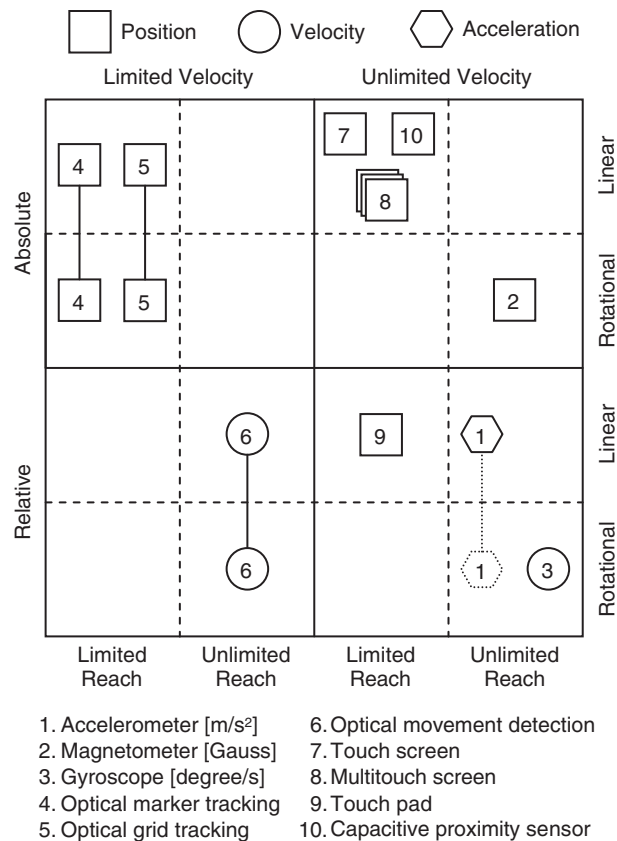 Position Velocity Acceleration
Limited Velocity Unlimited Velocity
Absolute
Relative
Linear
Rotational
Linear
Rotational
4 5 7 10
8
4 5 2
6 9 1
6 1 3
Limited Reach
Unlimited Reach
Limited Reach
Unlimited Reach
1. Accelerometer [m/s²]
2. Magnetometer [Gauss]
3. Gyroscope [degree/s]
4. Optical marker tracking
5. Optical grid tracking
6. Optical movement detection
7. Touch screen
8. Multitouch screen
9. Touch pad
10. Capacitive proximity sensor